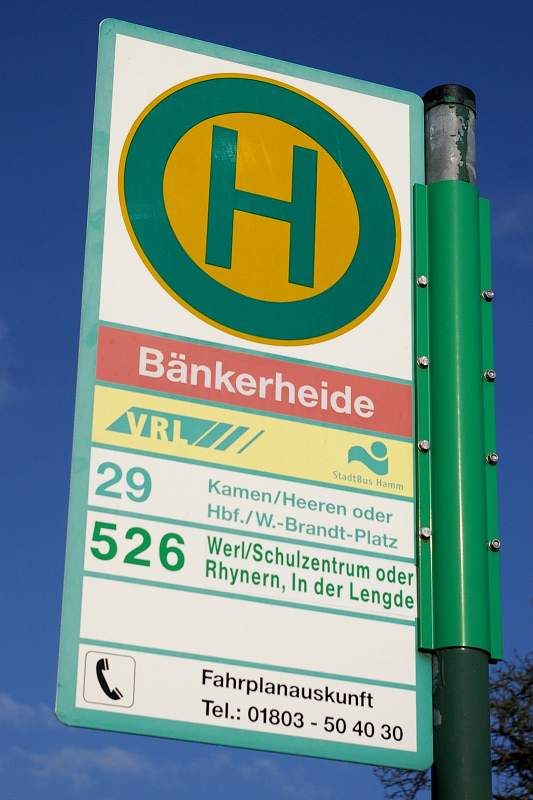 H
Bänkerheide
VRL
StadtBus Hamm
29
Kamen/Heeren oder
Hbf./W.-Brandt-Platz
526
Werl/Schulzentrum oder
Rhynern, In der Lengde
Fahrplanauskunft
Tel.: 01803 - 50 40 30